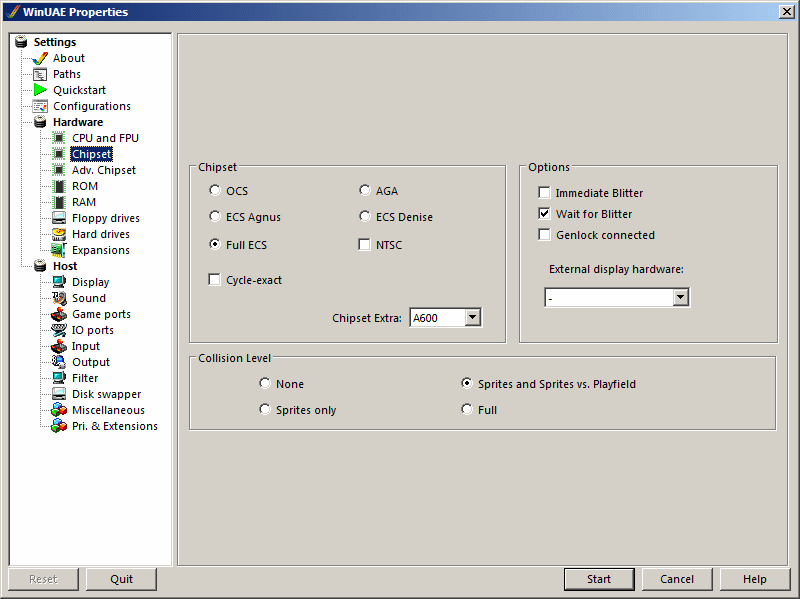 WinUAE Properties
Settings
About
Paths
Quickstart
Configurations
Hardware
CPU and FPU
Chipset
Adv. Chipset
ROM
RAM
Floppy drives
Hard drives
Expansions
Host
Display
Sound
Game ports
IO ports
Input
Output
Filter
Disk swapper
Miscellaneous
Pri. & Extensions
Chipset
OCS
AGA
ECS Agnus
ECS Denise
Full ECS
NTSC
Cycle-exact
Chipset Extra: A600
Options
Immediate Blitter
Wait for Blitter
Genlock connected
External display hardware:
-
Collision Level
None
Sprites and Sprites vs. Playfield
Sprites only
Full
Reset
Quit
Start
Cancel
Help